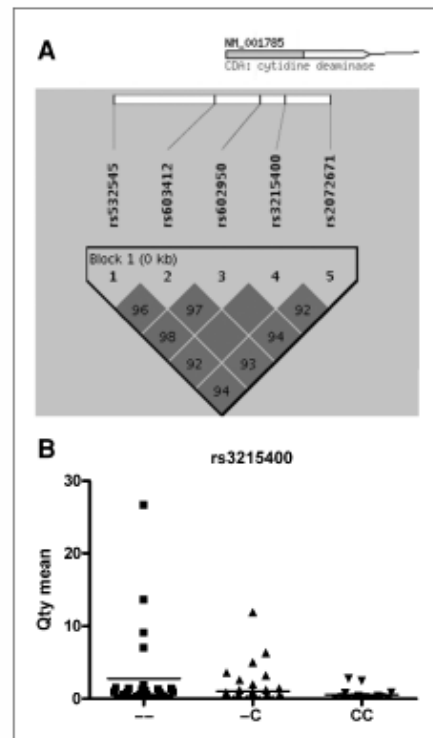 A
NM_001785
CDA: cytidine deaminase
rs532545
rs603412
rs602950
rs3215400
rs2072671
Block 1 (0 kb)
1 2 3 4 5
96 97 92
98 94
92 93
94
B
rs3215400
30
20
10
0
Qty mean
-- -C CC